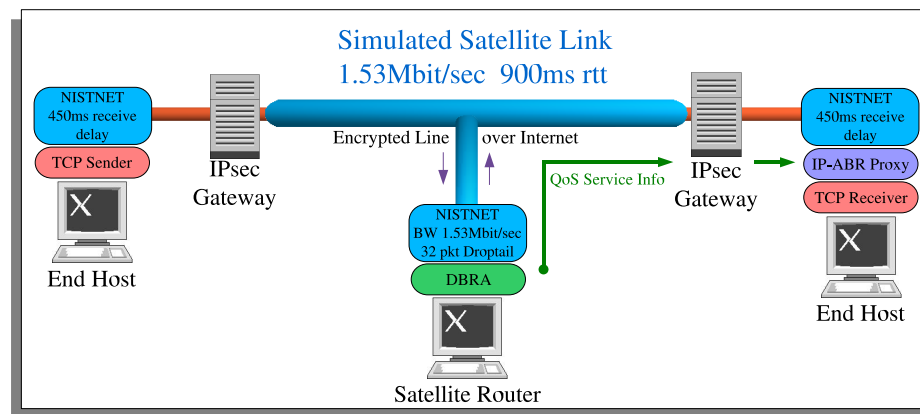 Simulated Satellite Link
1.53Mbit/sec 900ms rtt
NISTNET
450ms receive
delay
TCP Sender
End Host
IPsec
Gateway
Encrypted Line
over Internet
NISTNET
BW 1.53Mbit/sec
32 pkt Droptail
DBRA
X
Satellite Router
QoS Service Info
IPsec
Gateway
NISTNET
450ms receive
delay
IP-ABR Proxy
TCP Receiver
X
End Host
X